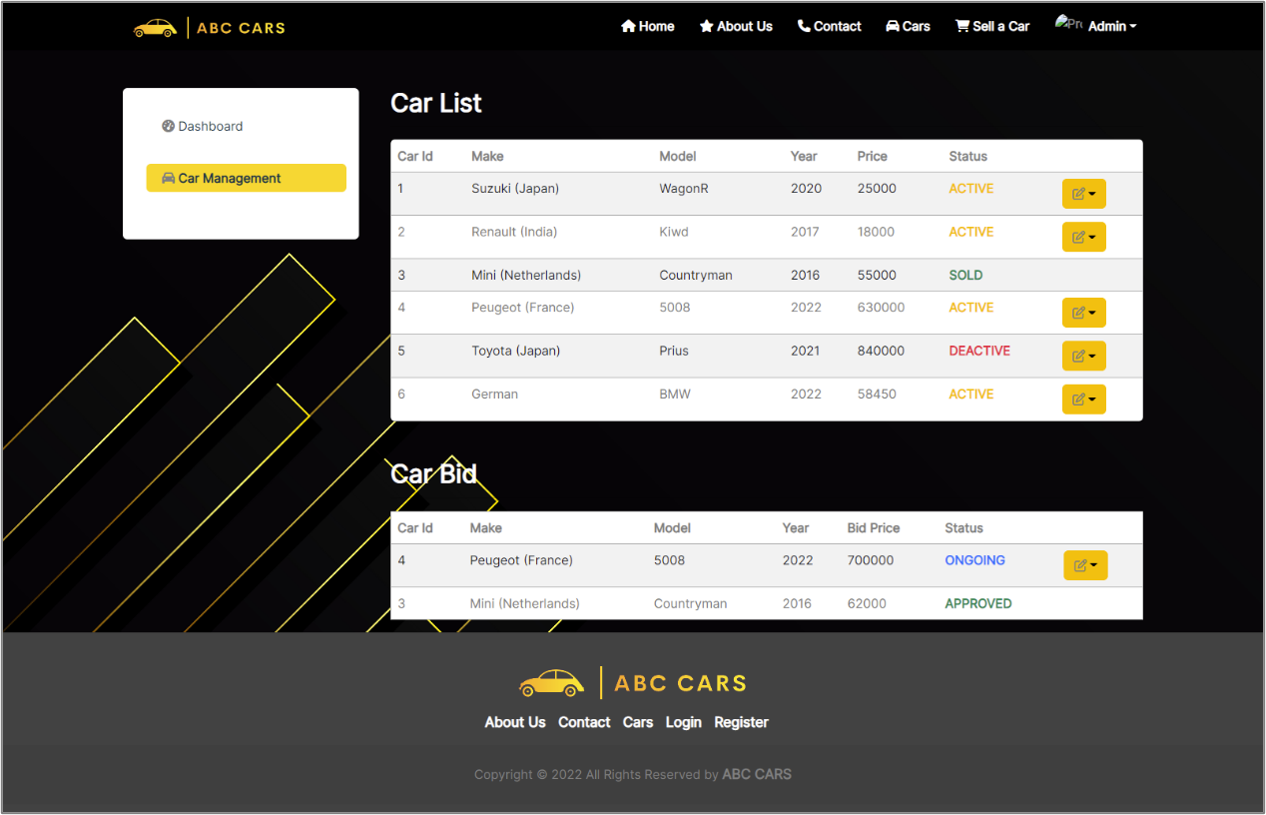 ABC CARS Home About Us Contact Cars Sell a Car Pro Admin
Dashboard
Car Management
Car List
Car Id Make Model Year Price Status
1 Suzuki (Japan) WagonR 2020 25000 ACTIVE
2 Renault (India) Kiwd 2017 18000 ACTIVE
3 Mini (Netherlands) Countryman 2016 55000 SOLD
4 Peugeot (France) 5008 2022 630000 ACTIVE
5 Toyota (Japan) Prius 2021 840000 DEACTIVE
6 German BMW 2022 58450 ACTIVE
Car Bid
Car Id Make Model Year Bid Price Status
4 Peugeot (France) 5008 2022 700000 ONGOING
3 Mini (Netherlands) Countryman 2016 62000 APPROVED
ABC CARS
About Us Contact Cars Login Register
Copyright © 2022 All Rights Reserved by ABC CARS